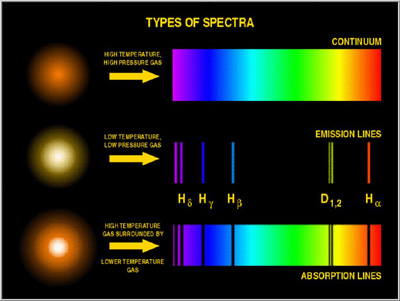 TYPES OF SPECTRA
CONTINUUM
HIGH TEMPERATURE,
HIGH PRESSURE GAS
EMISSION LINES
LOW TEMPERATURE,
LOW PRESSURE GAS
Hδ Hγ Hβ D1,2 Hα
HIGH TEMPERATURE
GAS SURROUNDED BY
LOWER TEMPERATURE
GAS
ABSORPTION LINES